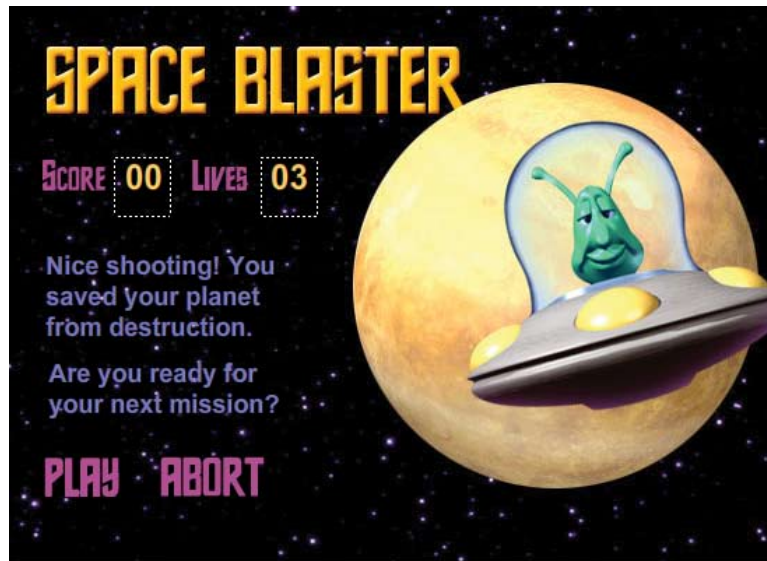 SPACE BLASTER
SCORE 00 LIVES 03
Nice shooting! You
saved your planet
from destruction.
Are you ready for
your next mission?
PLAY ABORT